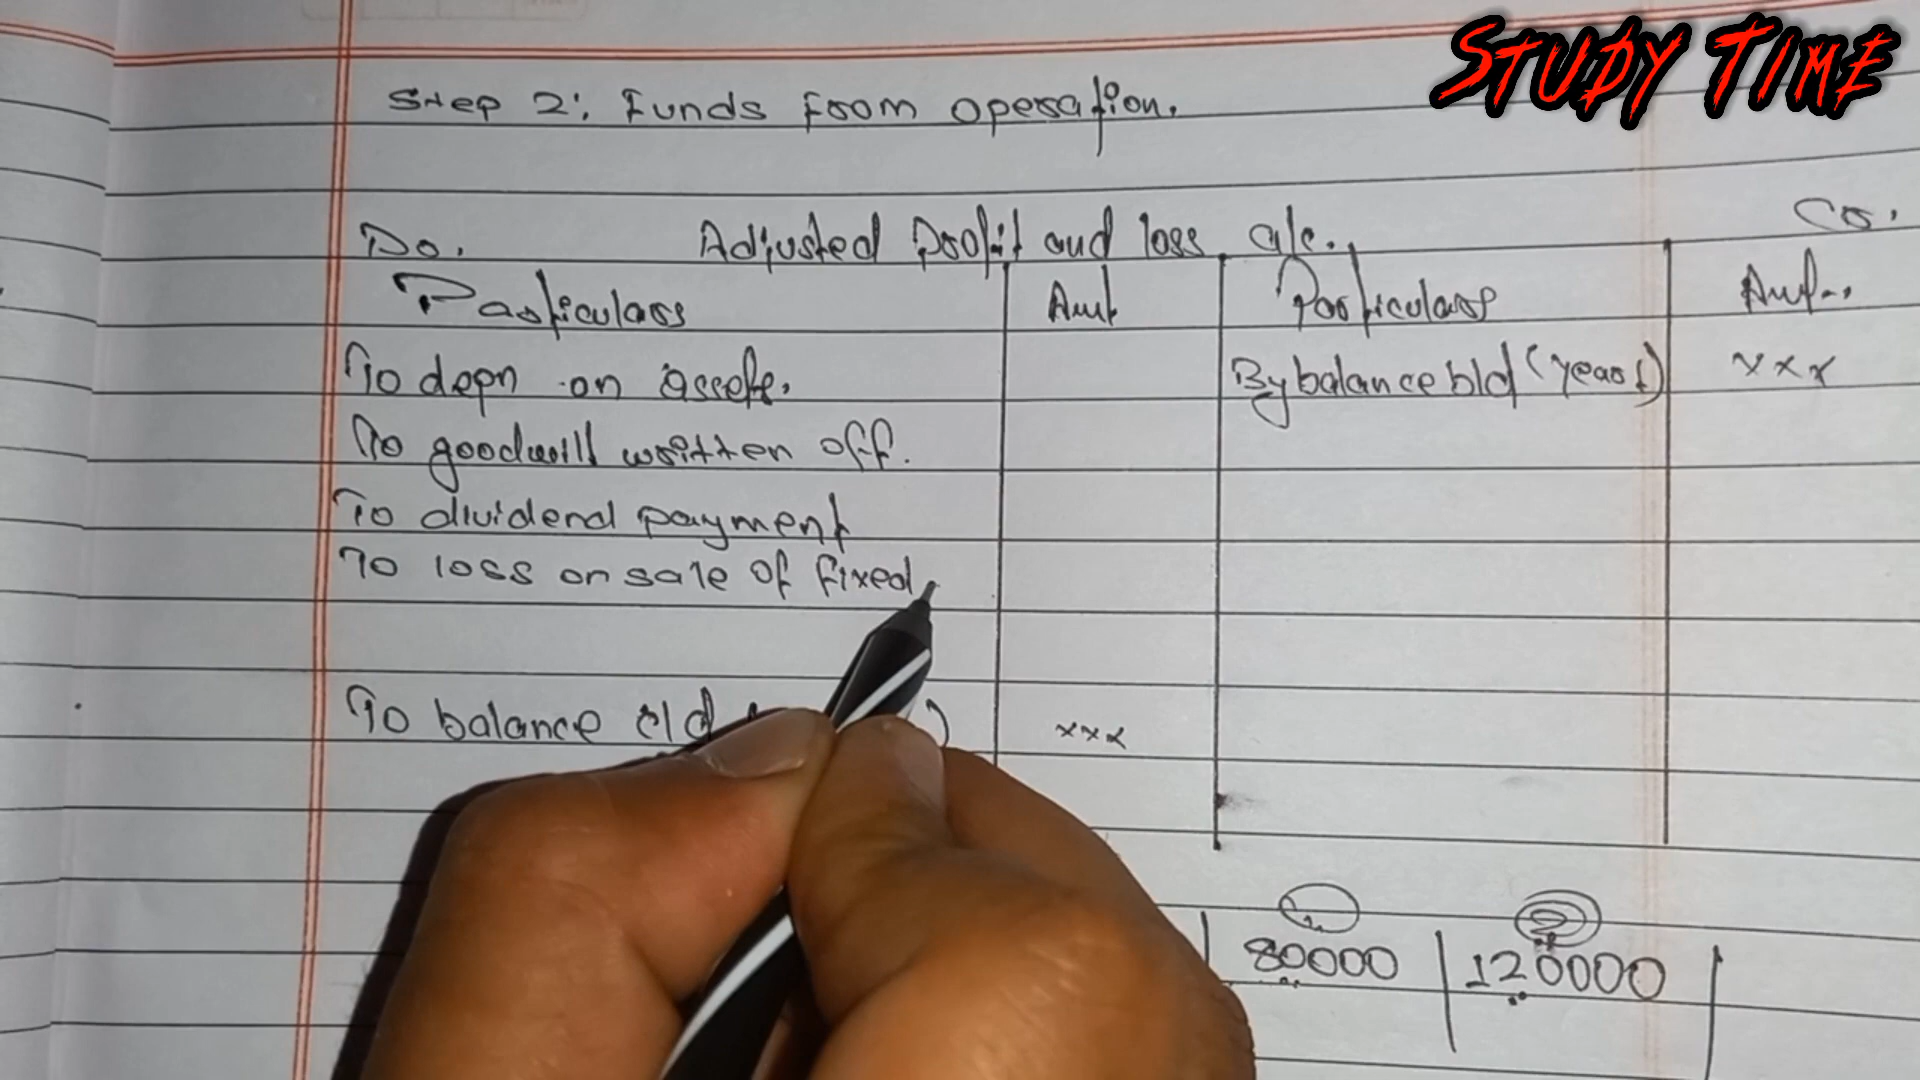 STUDY TIME
Step 2: Funds from operation.
Dr. Adjusted profit and loss a/c. Cr.
Particulars Amt Particulars Amt..
To depn on assets. By balance b/d (year 1) xxx
To goodwill written off.
To dividend payment
To loss on sale of fixed
To balance c/d ) xxx
80000 120000